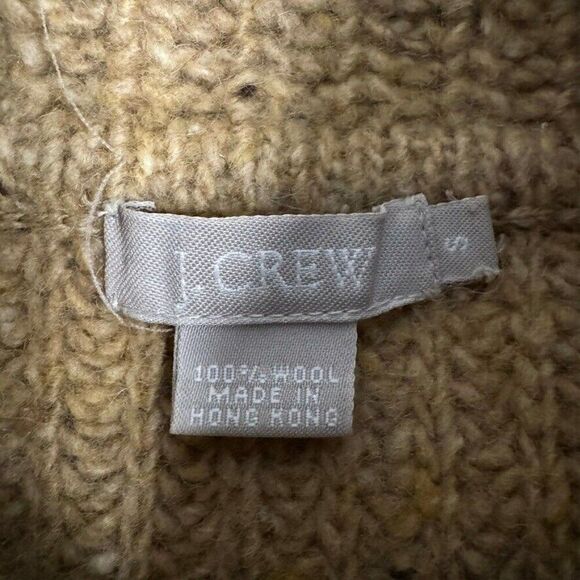 J.CREW
S
100% WOOL
MADE IN
HONG KONG